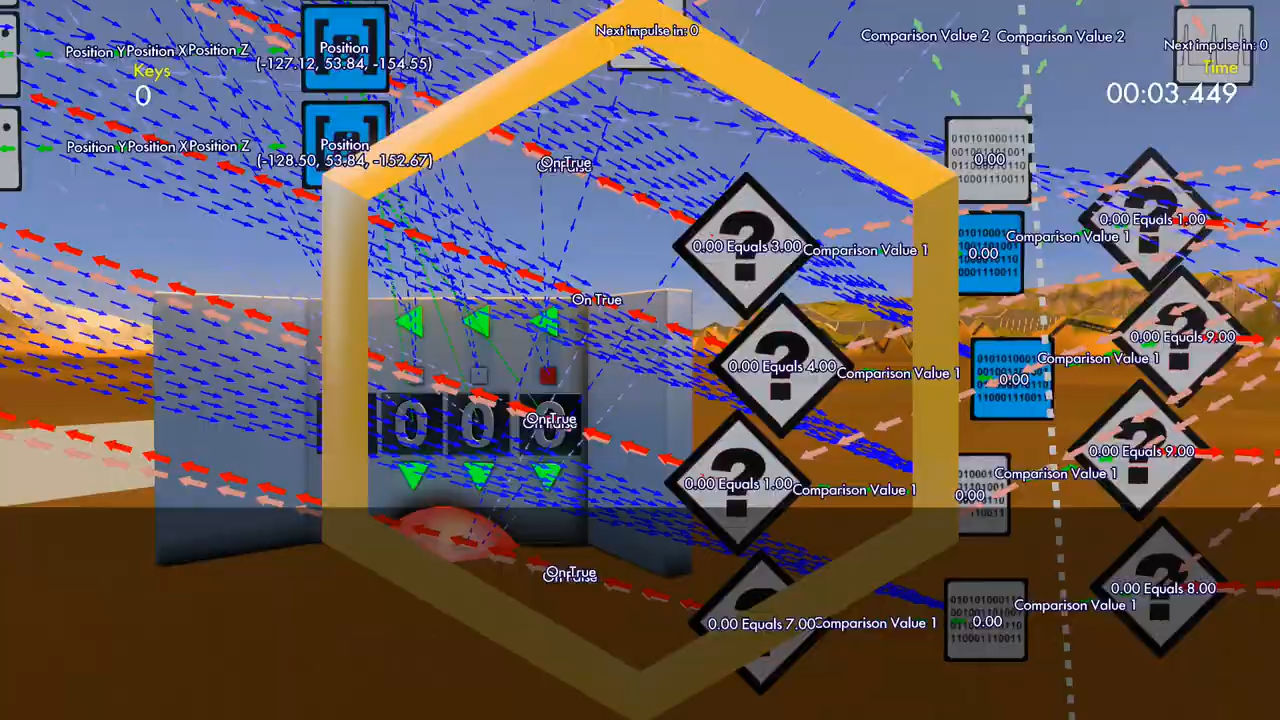 Next impulse in: 0
Comparison Value 2
Comparison Value 2
Next impulse in: 0
Position Y Position X Position Z
Position
(-127.12, 53.84, -154.55)
Keys
0
Time
00:03.449
Position Y Position X Position Z
Position
(-128.50, 53.84, -152.67)
On True
0.00
0.00 Equals 3.00
Comparison Value 1
0.00
Comparison Value 1
0.00 Equals 1.00
On True
0.00 Equals 4.00
Comparison Value 1
0.00
Comparison Value 1
0.00 Equals 9.00
0 0 0
On True
0.00 Equals 1.00
Comparison Value 1
0.00
Comparison Value 1
0.00 Equals 9.00
On True
0.00 Equals 7.00
Comparison Value 1
0.00
Comparison Value 1
0.00 Equals 8.00